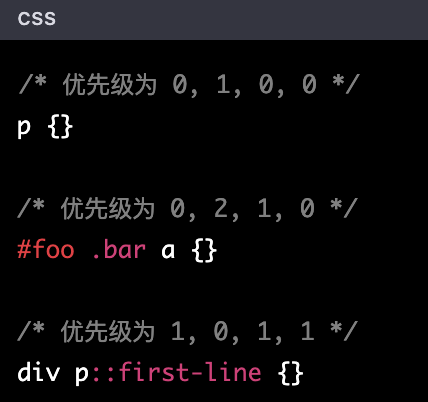 CSS
/* 优先级为 0, 1, 0, 0 */
p {}
/* 优先级为 0, 2, 1, 0 */
#foo .bar a {}
/* 优先级为 1, 0, 1, 1 */
div p::first-line {}